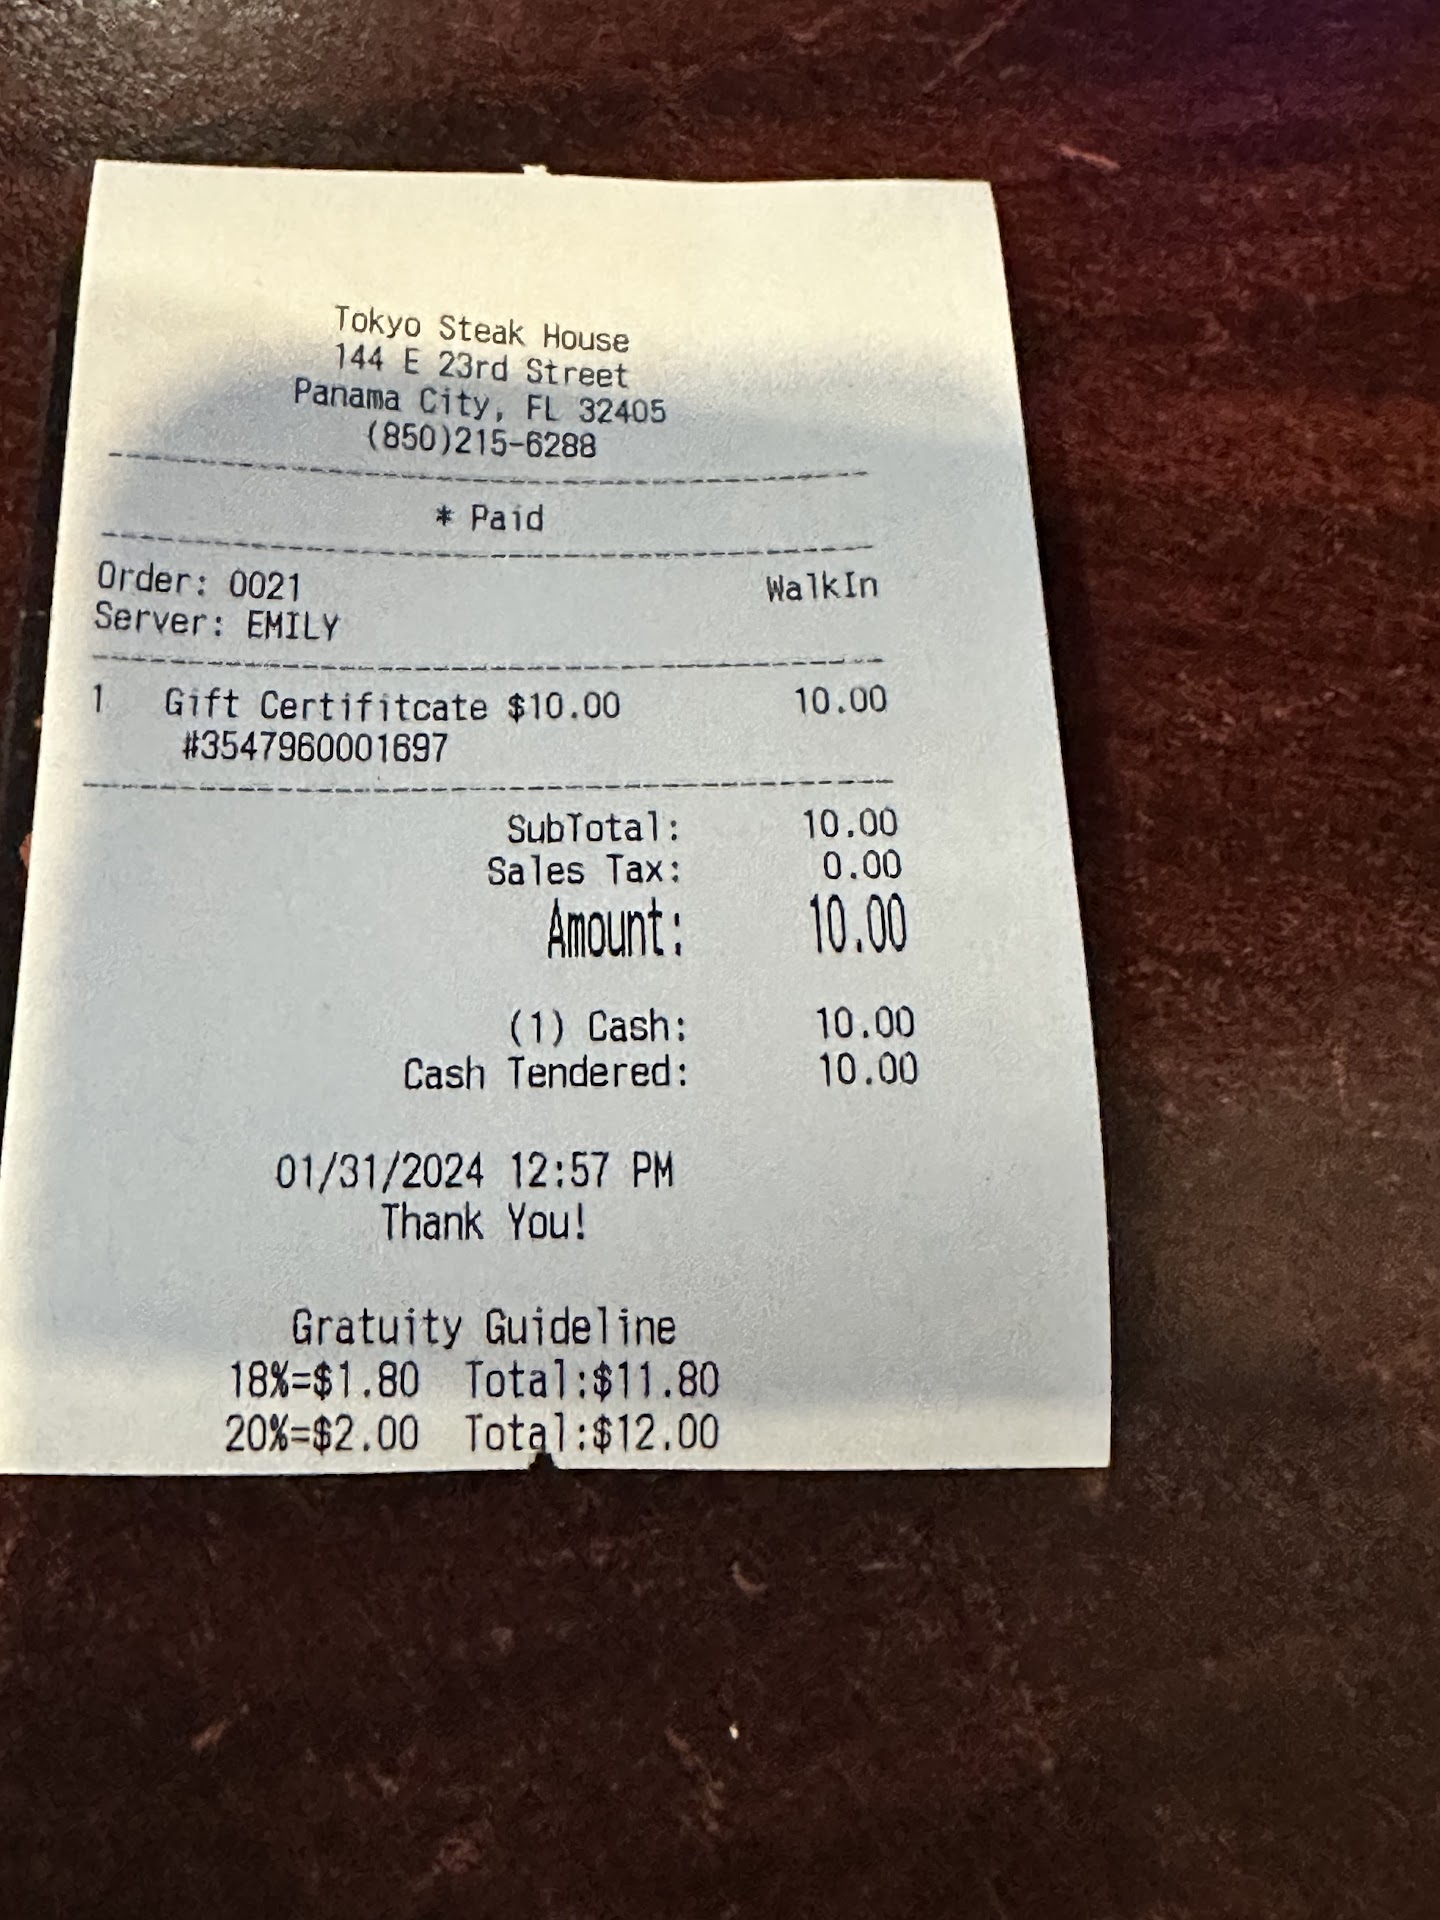 Tokyo Steak House
144 E 23rd Street
Panama City, FL 32405
(850)215-6288
* Paid
Order: 0021 WalkIn
Server: EMILY
1 Gift Certifitcate $10.00 10.00
#3547960001697
SubTotal: 10.00
Sales Tax: 0.00
Amount: 10.00
(1) Cash: 10.00
Cash Tendered: 10.00
01/31/2024 12:57 PM
Thank You!
Gratuity Guideline
18%=$1.80 Total:$11.80
20%=$2.00 Total:$12.00